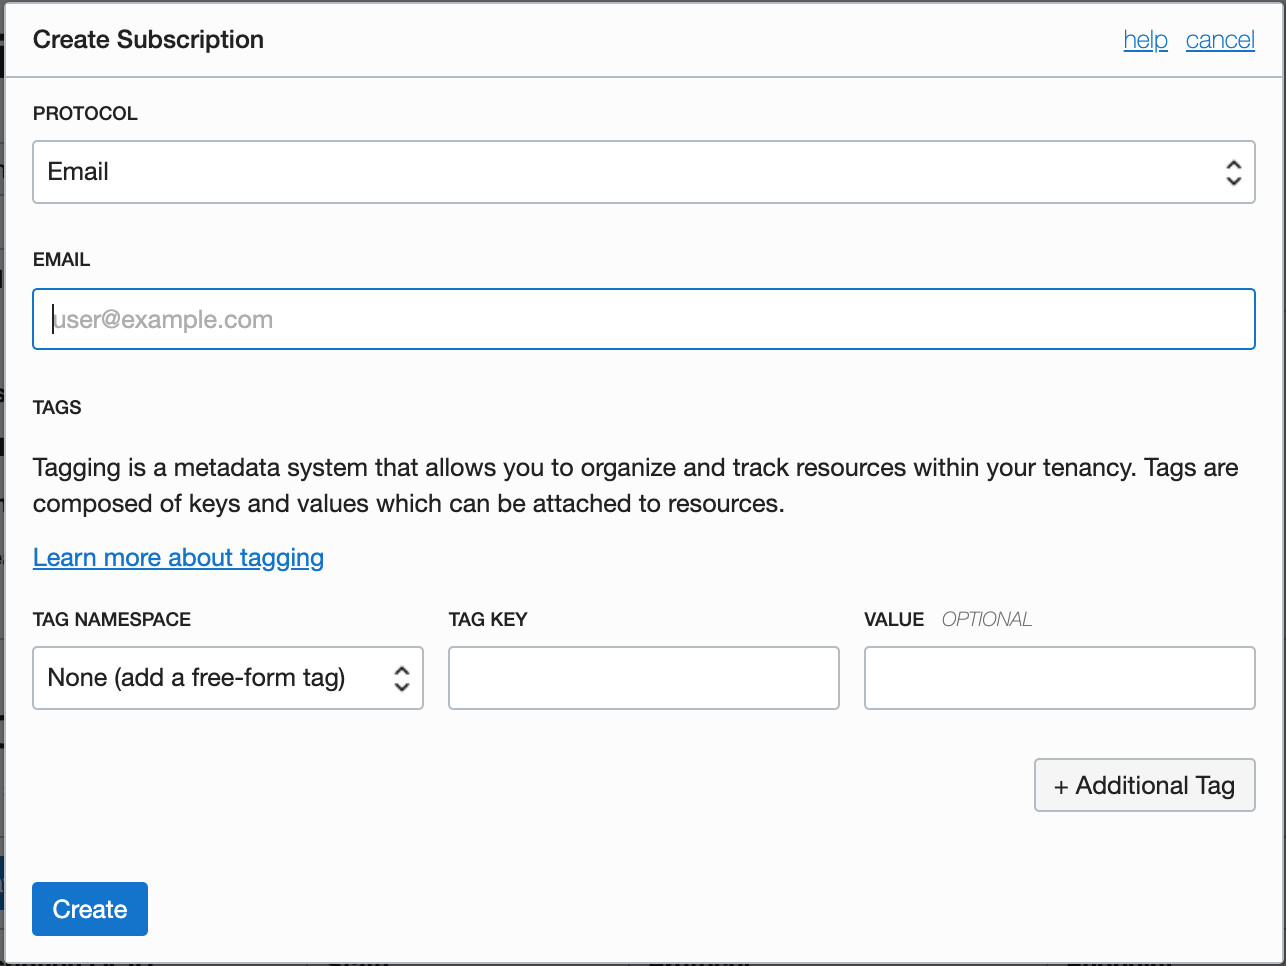 Create Subscription help cancel
PROTOCOL
Email
EMAIL
user@example.com
TAGS
Tagging is a metadata system that allows you to organize and track resources within your tenancy. Tags are
composed of keys and values which can be attached to resources.
Learn more about tagging
TAG NAMESPACE TAG KEY VALUE OPTIONAL
None (add a free-form tag)
+ Additional Tag
Create